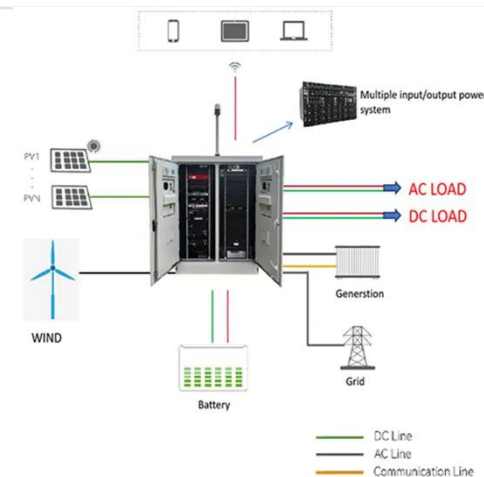 Multiple input/output power
system
PV1
PVN
AC LOAD
DC LOAD
WIND
Generstion
Battery
Grid
DC Line
AC Line
Communication Line